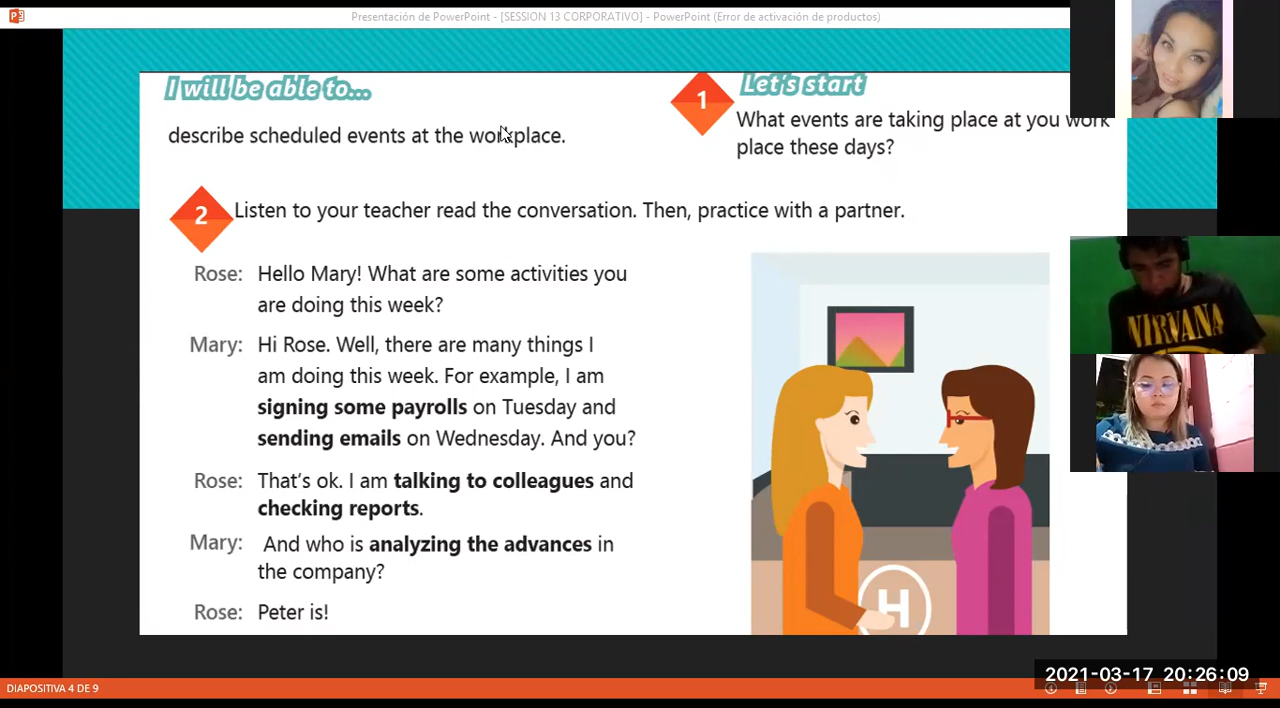 Presentación de PowerPoint - [SESSION 13 CORPORATIVO] - PowerPoint (Error de activación de productos)
I will be able to...
describe scheduled events at the workplace.
1
Let's start
What events are taking place at you work
place these days?
2
Listen to your teacher read the conversation. Then, practice with a partner.
Rose: Hello Mary! What are some activities you
are doing this week?
Mary: Hi Rose. Well, there are many things I
am doing this week. For example, I am
signing some payrolls on Tuesday and
sending emails on Wednesday. And you?
Rose: That's ok. I am talking to colleagues and
checking reports.
Mary: And who is analyzing the advances in
the company?
Rose: Peter is!
H
NIRVANA
2021-03-17 20:26:09
DIAPOSITIVA 4 DE 9